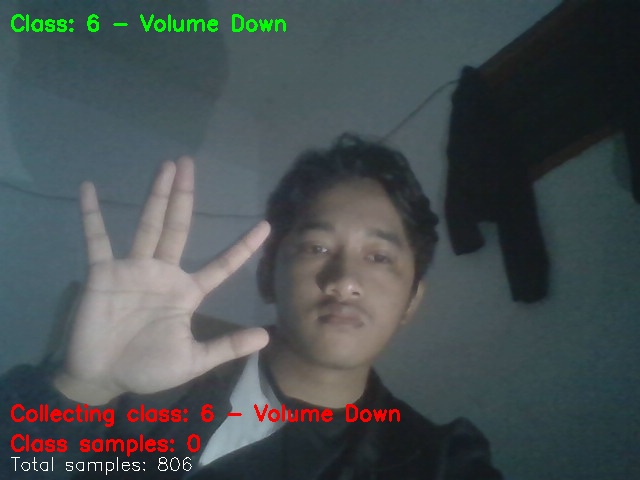 Class: 6 - Volume Down
Collecting class: 6 - Volume Down
Class samples: 0
Total samples: 806